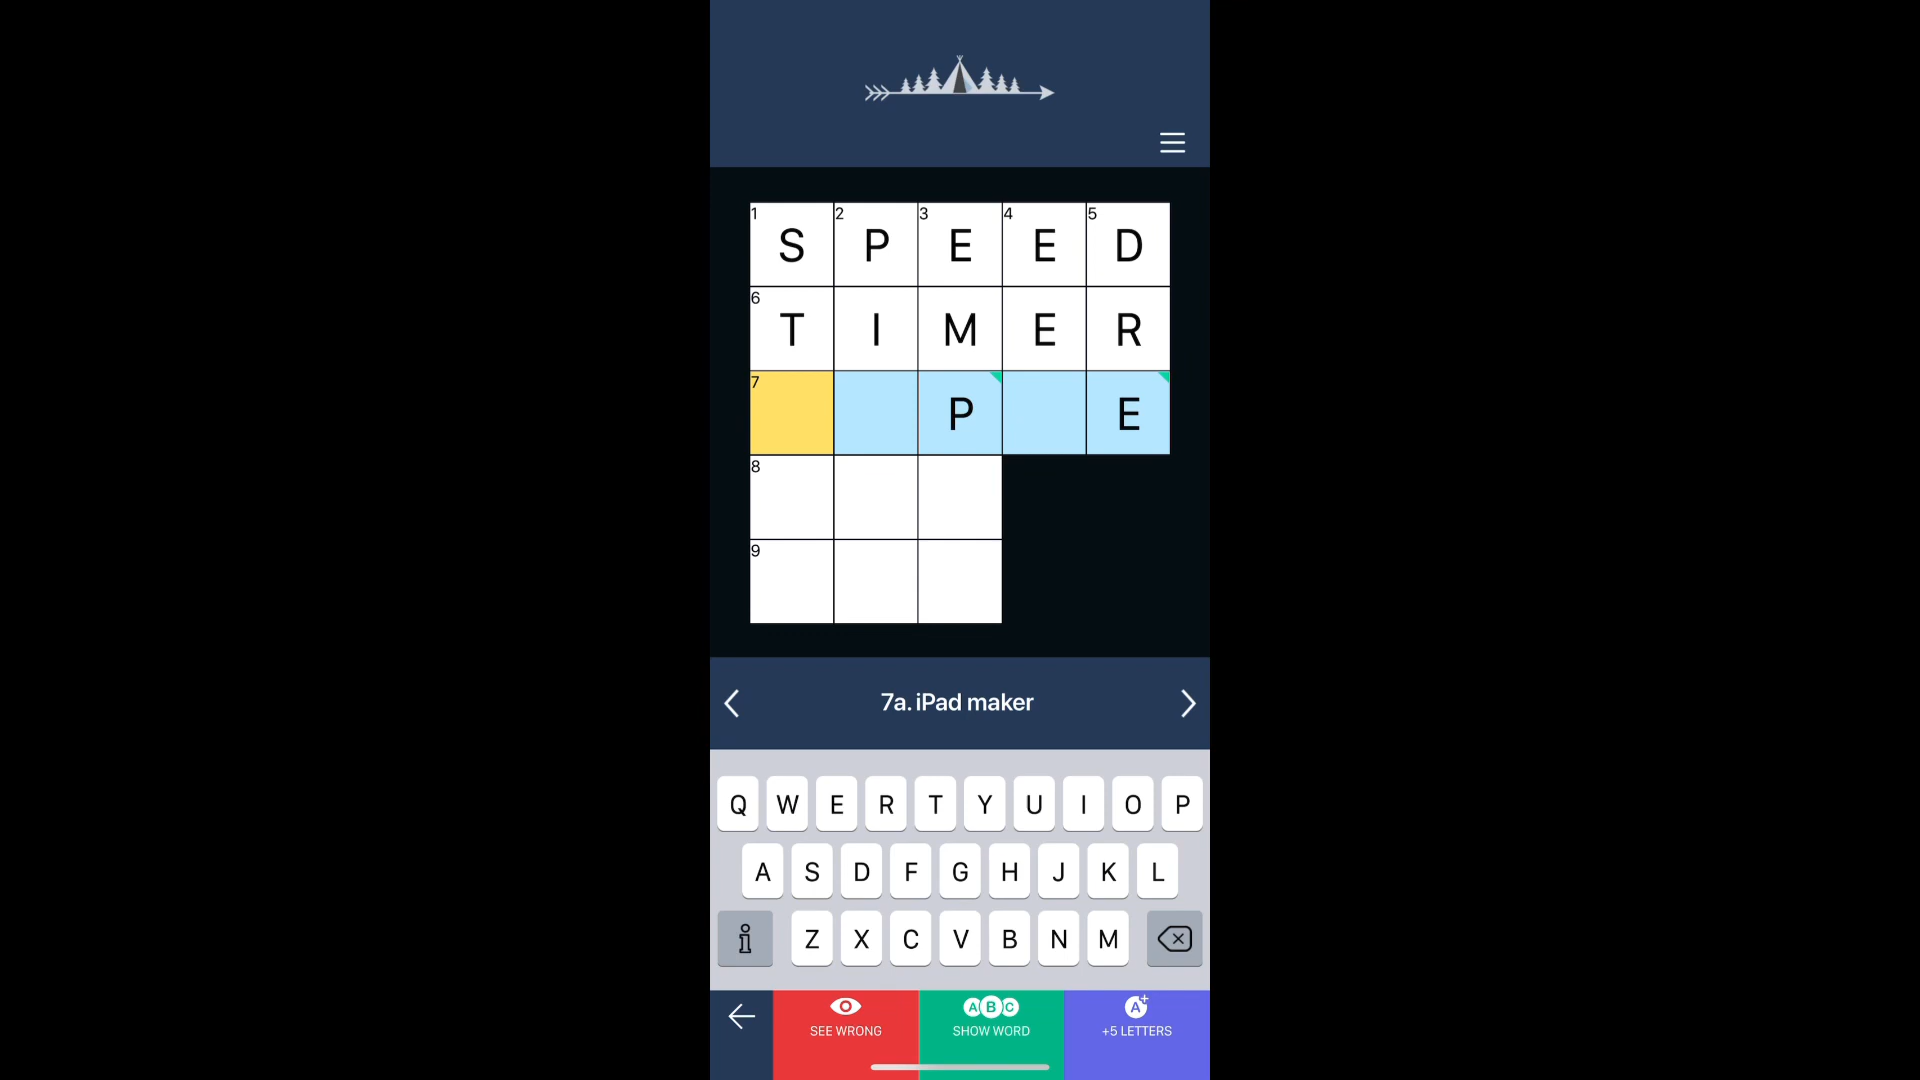 1 2 3 4 5
S P E E D
6
T I M E R
7
P E
8
9
7a. iPad maker
Q W E R T Y U I O P
A S D F G H J K L
i Z X C V B N M
A B C A+
SEE WRONG SHOW WORD +5 LETTERS